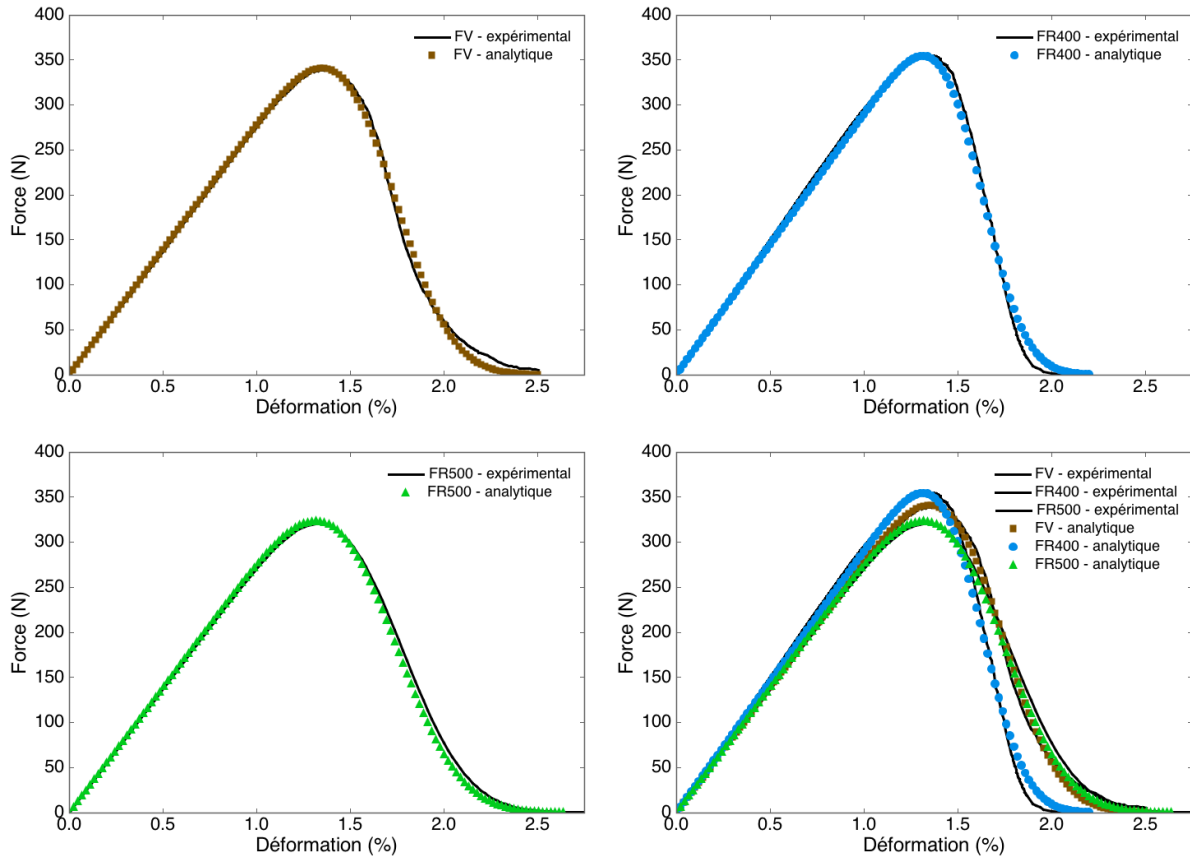 400
350
300
250
200
150
100
50
0
Force (N)
FV - expérimental
FV - analytique
0.0 0.5 1.0 1.5 2.0 2.5
Déformation (%)
400
350
300
250
200
150
100
50
0
Force (N)
FR400 - expérimental
FR400 - analytique
0.0 0.5 1.0 1.5 2.0 2.5
Déformation (%)
400
350
300
250
200
150
100
50
0
Force (N)
FR500 - expérimental
FR500 - analytique
0.0 0.5 1.0 1.5 2.0 2.5
Déformation (%)
400
350
300
250
200
150
100
50
0
Force (N)
FV - expérimental
FR400 - expérimental
FR500 - expérimental
FV - analytique
FR400 - analytique
FR500 - analytique
0.0 0.5 1.0 1.5 2.0 2.5
Déformation (%)